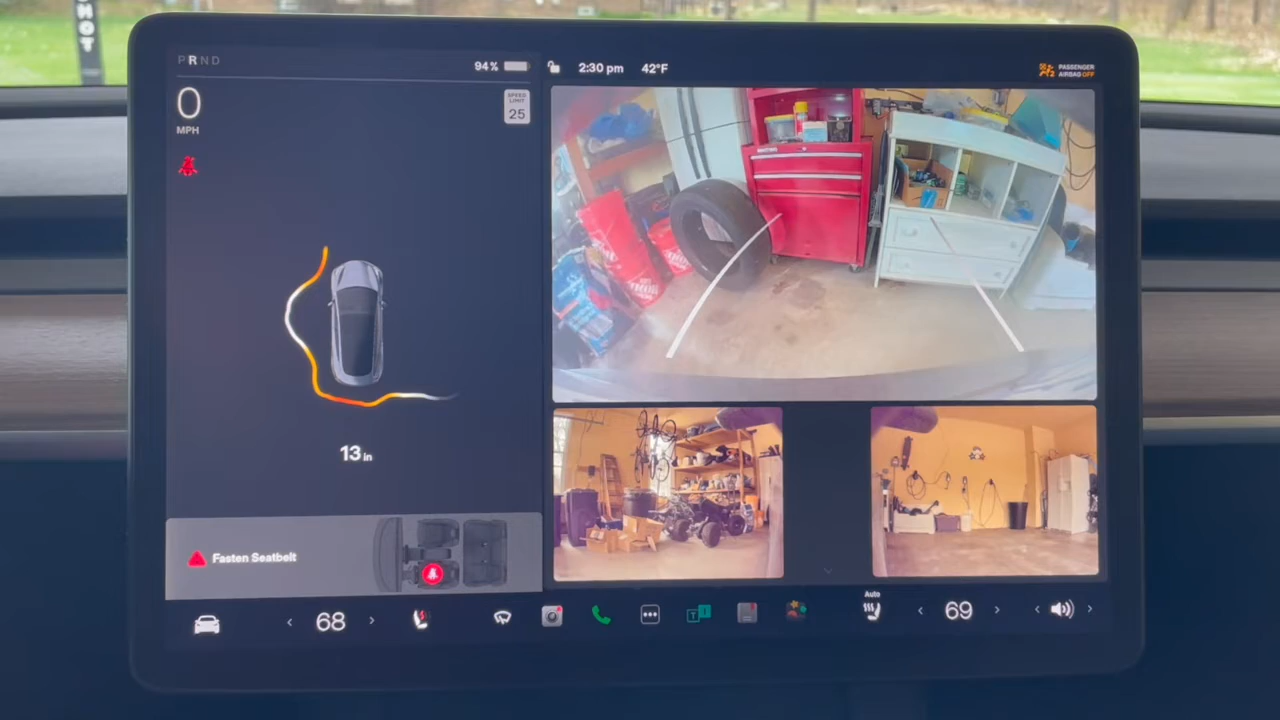 HOT
PRND
94%
2:30 pm
42°F
PASSENGER
AIRBAG OFF
0
MPH
SPEED
LIMIT
25
13 in
Fasten Seatbelt
Auto
68
T
69